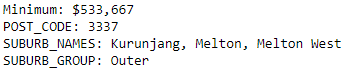 Minimum: $533,667
POST_CODE: 3337
SUBURB_NAMES: Kurunjang, Melton, Melton West
SUBURB_GROUP: Outer